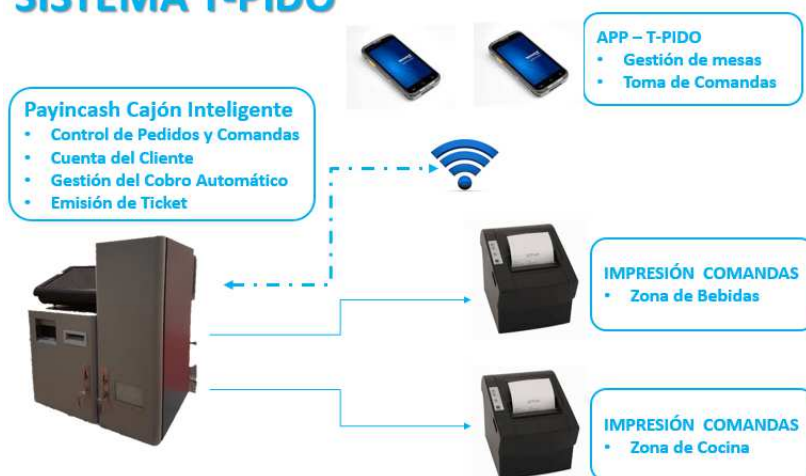 SISTEMA T-PIDO
APP – T-PIDO
• Gestión de mesas
• Toma de Comandas
Payincash Cajón Inteligente
• Control de Pedidos y Comandas
• Cuenta del Cliente
• Gestión del Cobro Automático
• Emisión de Ticket
IMPRESIÓN COMANDAS
• Zona de Bebidas
IMPRESIÓN COMANDAS
• Zona de Cocina